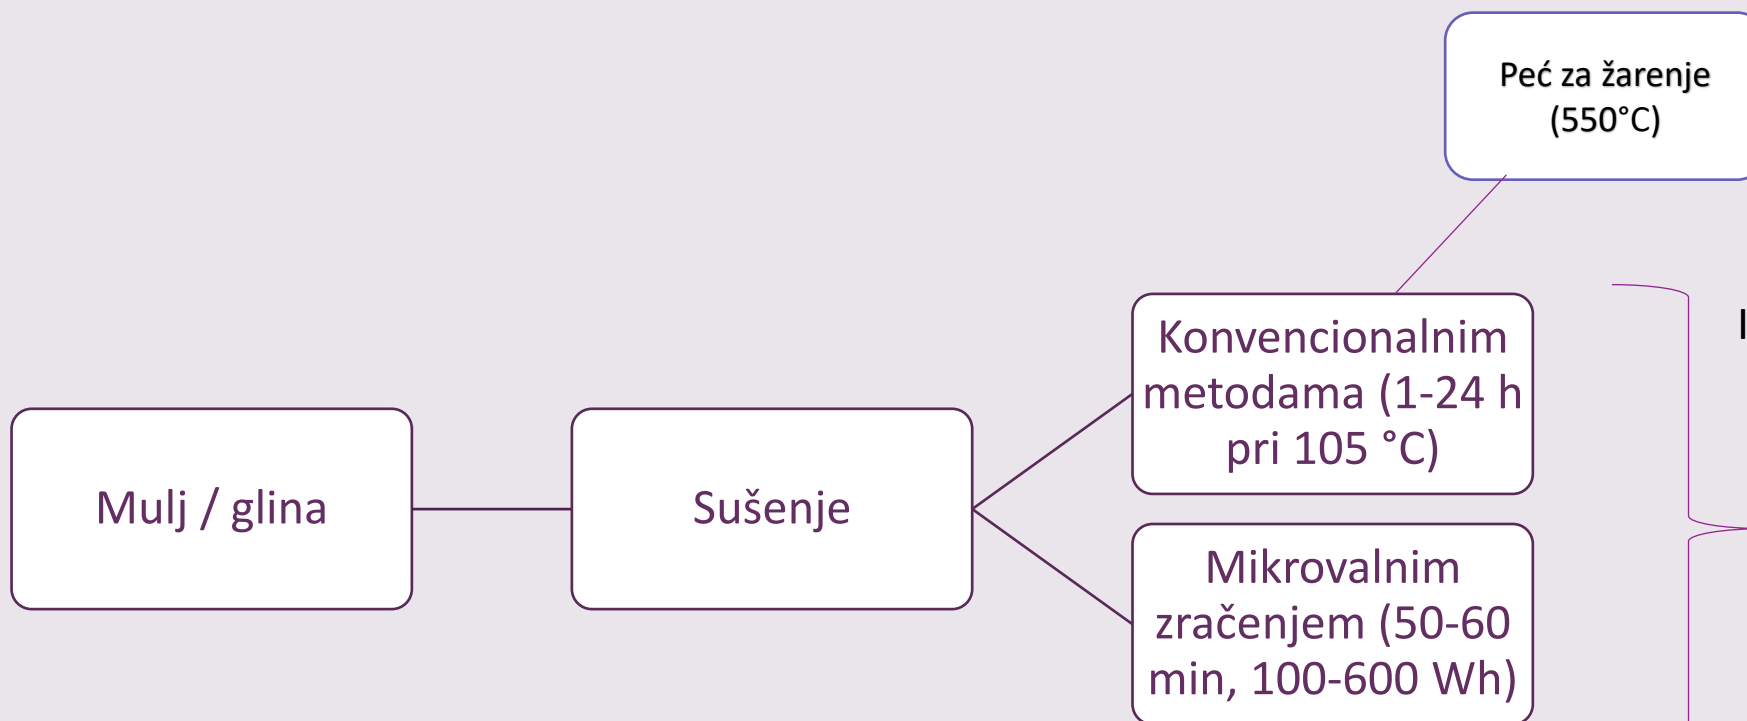 Peć za žarenje
(550°C)
Konvencionalnim
metodama (1-24 h
pri 105 °C)
Mulj / glina
Sušenje
Mikrovalnim
zračenjem (50-60
min, 100-600 Wh)